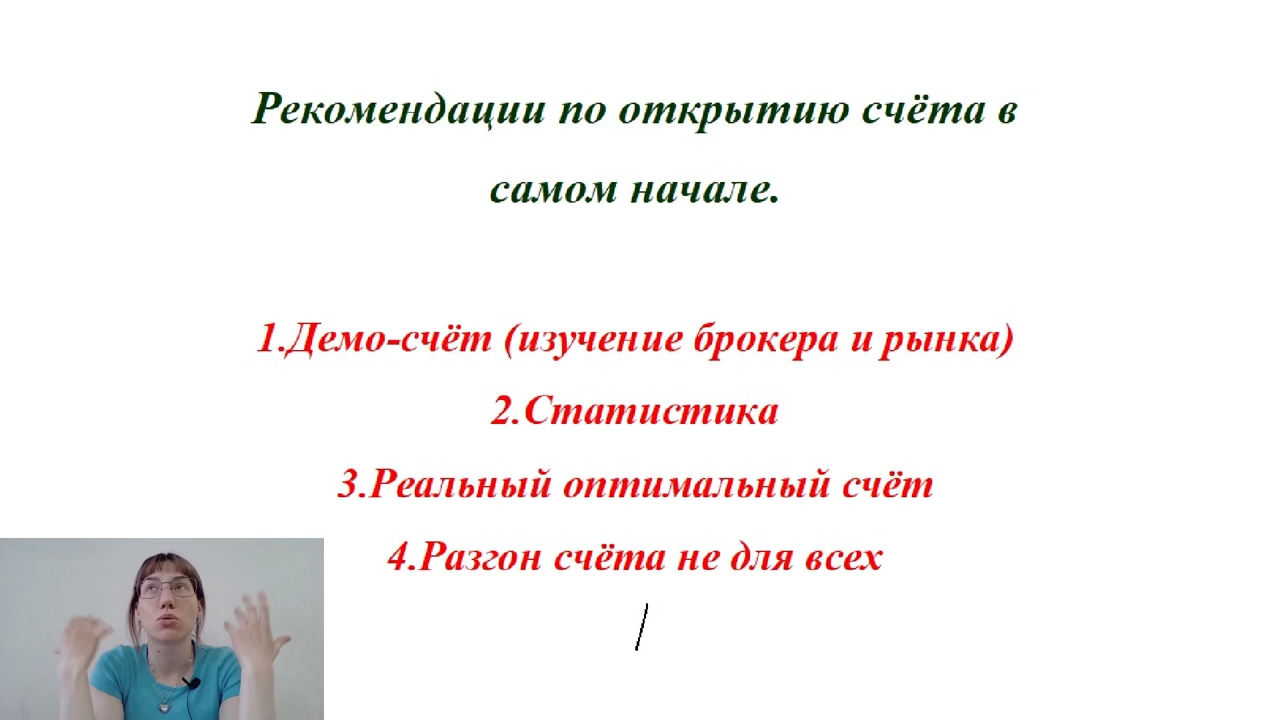 Рекомендации по открытию счёта в
самом начале.
1.Демо-счёт (изучение брокера и рынка)
2.Статистика
3.Реальный оптимальный счёт
4.Разгон счёта не для всех